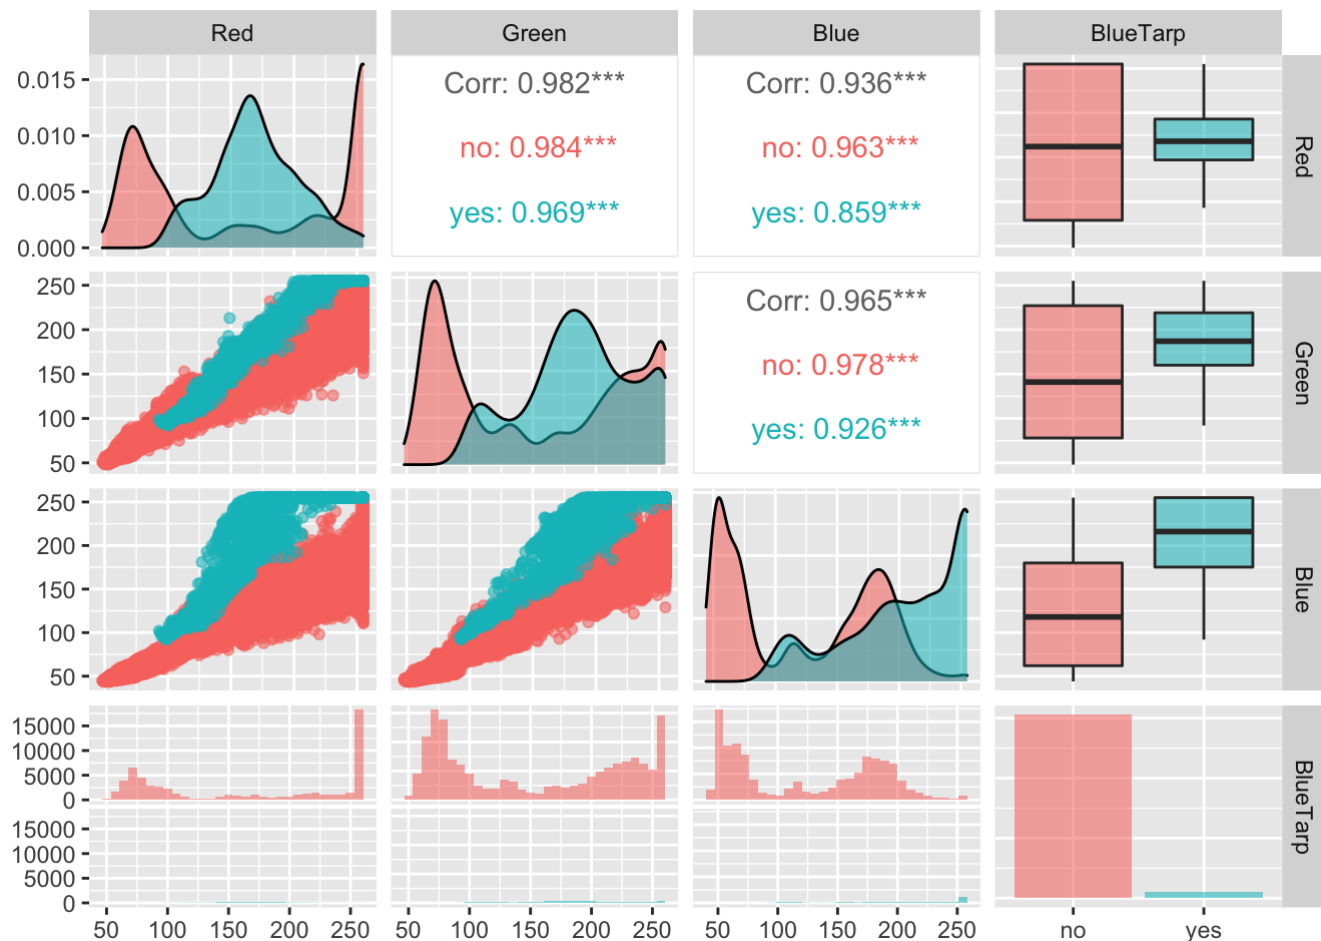 Red Green Blue BlueTarp
0.015
0.010
0.005
0.000
Corr: 0.982***
no: 0.984***
yes: 0.969***
Corr: 0.936***
no: 0.963***
yes: 0.859***
Red
250
200
150
100
50
Corr: 0.965***
no: 0.978***
yes: 0.926***
Green
250
200
150
100
50
Blue
15000
10000
5000
0
15000
10000
5000
0
BlueTarp
50 100 150 200 250 50 100 150 200 250 50 100 150 200 250 no yes